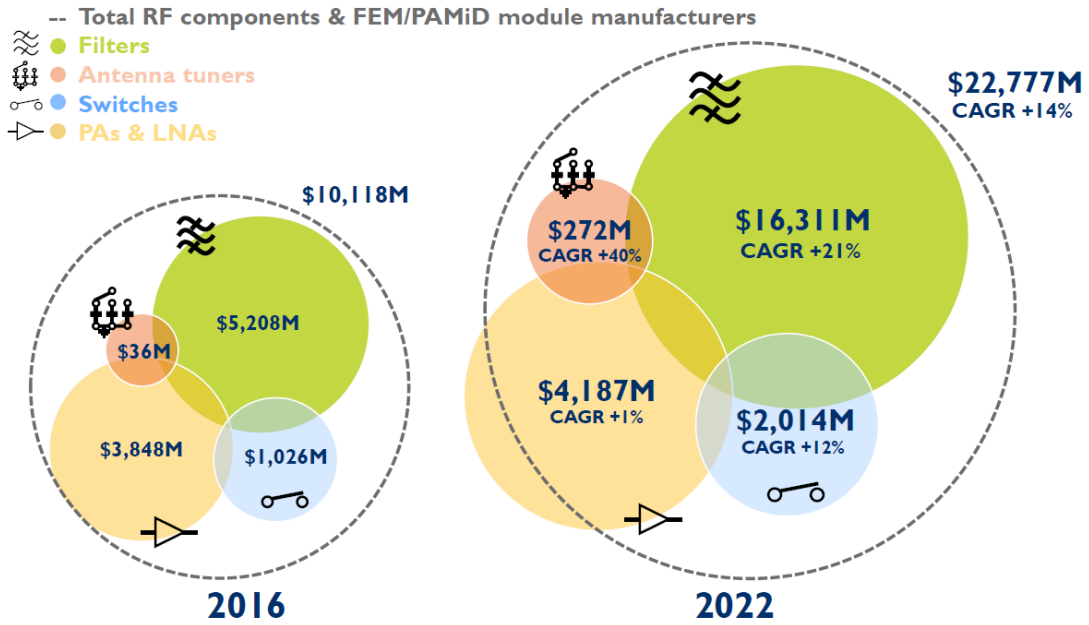 Total RF components & FEM/PAMiD module manufacturers
Filters
Antenna tuners
Switches
PAs & LNAs
$10,118M
$5,208M
$36M
$3,848M
$1,026M
2016
$22,777M
CAGR +14%
$16,311M
CAGR +21%
$272M
CAGR +40%
$4,187M
CAGR +1%
$2,014M
CAGR +12%
2022